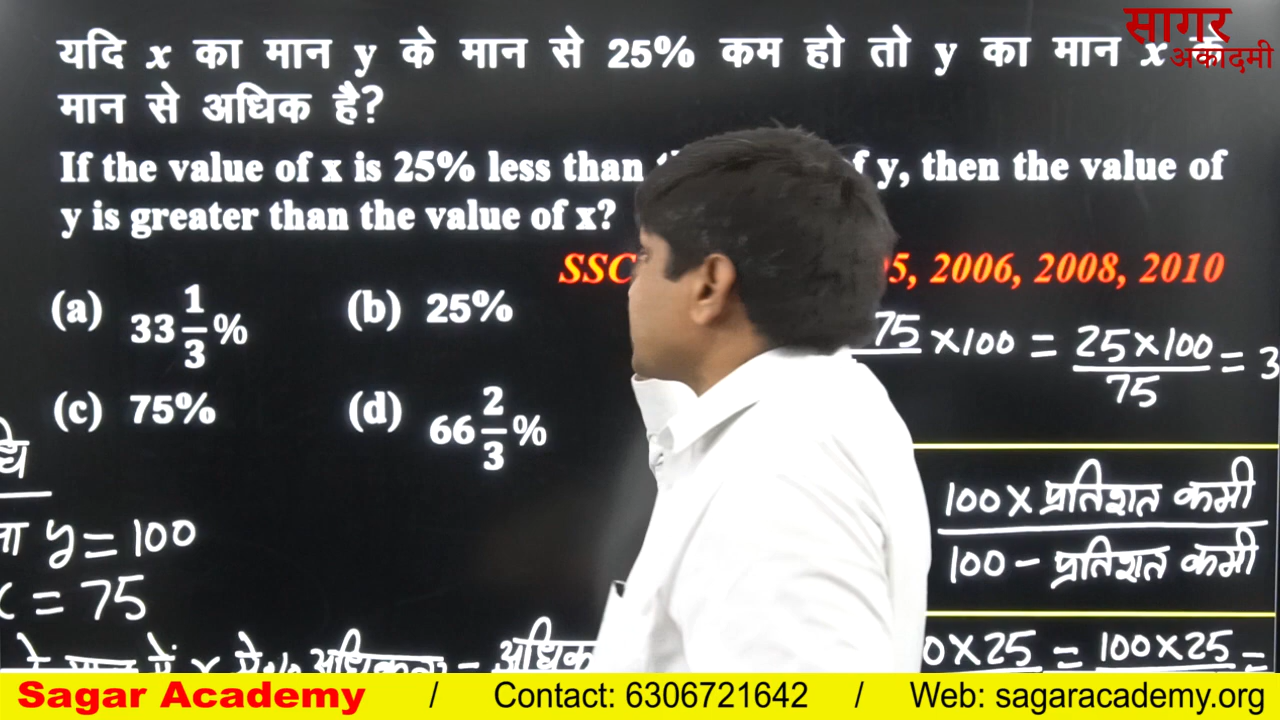 सागर
अकादमी
यदि x का मान y के मान से 25% कम हो तो y का मान x के
मान से अधिक है?
If the value of x is 25% less than f y, then the value of
y is greater than the value of x?
SSC 5, 2006, 2008, 2010
(a) 33 1/3 % (b) 25%
(c) 75% (d) 66 2/3 %
75 × 100 = 25×100/75 = 3
y = 100
= 75
100 × प्रतिशत कमी
100 - प्रतिशत कमी
0×25 = 100×25 =
Sagar Academy / Contact: 6306721642 / Web: sagaracademy.org